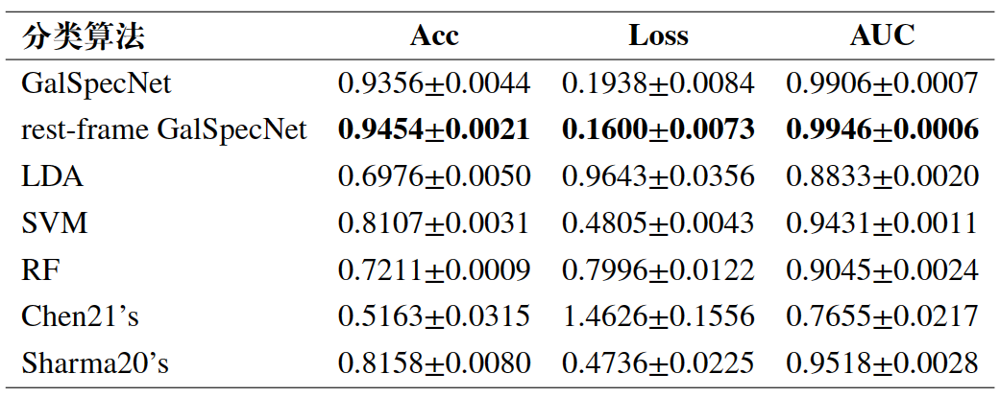 分类算法 Acc Loss AUC
GalSpecNet 0.9356±0.0044 0.1938±0.0084 0.9906±0.0007
rest-frame GalSpecNet 0.9454±0.0021 0.1600±0.0073 0.9946±0.0006
LDA 0.6976±0.0050 0.9643±0.0356 0.8833±0.0020
SVM 0.8107±0.0031 0.4805±0.0043 0.9431±0.0011
RF 0.7211±0.0009 0.7996±0.0122 0.9045±0.0024
Chen21’s 0.5163±0.0315 1.4626±0.1556 0.7655±0.0217
Sharma20’s 0.8158±0.0080 0.4736±0.0225 0.9518±0.0028